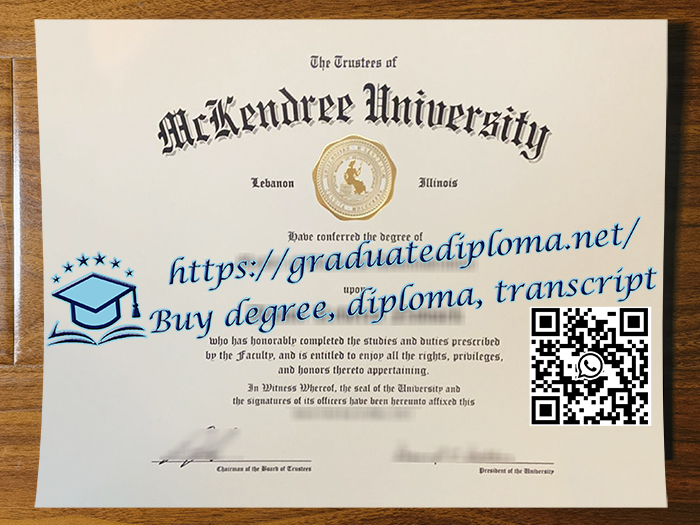 The Trustees of
McKendree University
Lebanon Illinois
Have conferred the degree of
https://graduatediploma.net/
upon
Buy degree, diploma, transcript
who has honorably completed the studies and duties prescribed
by the Faculty, and is entitled to enjoy all the rights, privileges,
and honors thereto appertaining.
In Witness Whereof, the seal of the University and
the signatures of its officers have been hereunto affixed this
Chairman of the Board of Trustees
President of the University